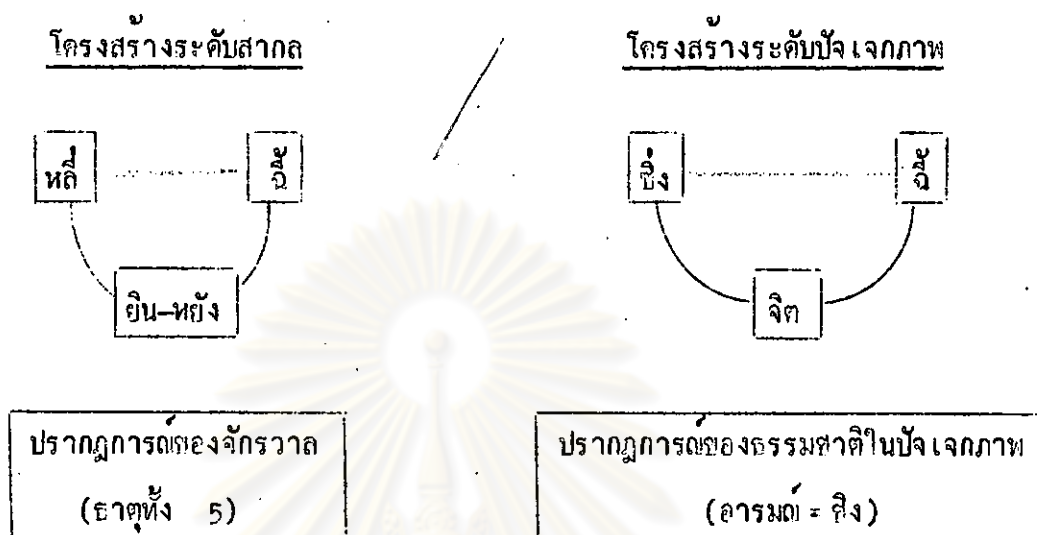 โครงสร้างระดับสากล
โครงสร้างระดับปัจเจกภาพ
หลี่
ชี่
ซิ่ง
ชี่
ยิน–หยัง
จิต
ปรากฏการณ์ของจักรวาล
(ธาตุทั้ง 5)
ปรากฏการณ์ของธรรมชาติในปัจเจกภาพ
(อารมณ์ = ชิง)